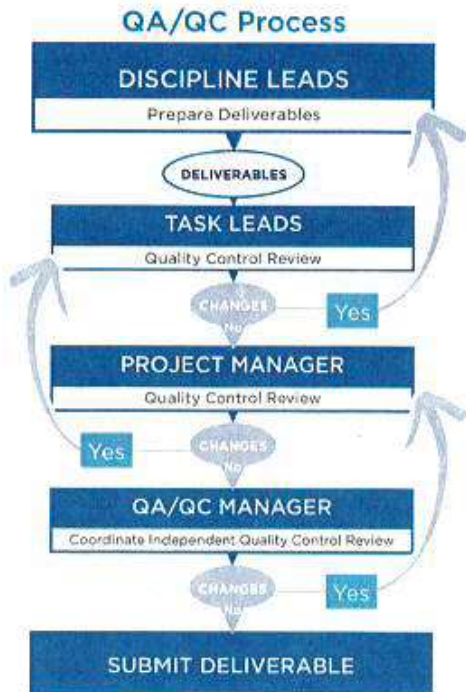 QA/QC Process
DISCIPLINE LEADS
Prepare Deliverables
DELIVERABLES
TASK LEADS
Quality Control Review
CHANGES
Yes
No
PROJECT MANAGER
Quality Control Review
Yes
CHANGES
No
QA/QC MANAGER
Coordinate Independent Quality Control Review
CHANGES
Yes
No
SUBMIT DELIVERABLE